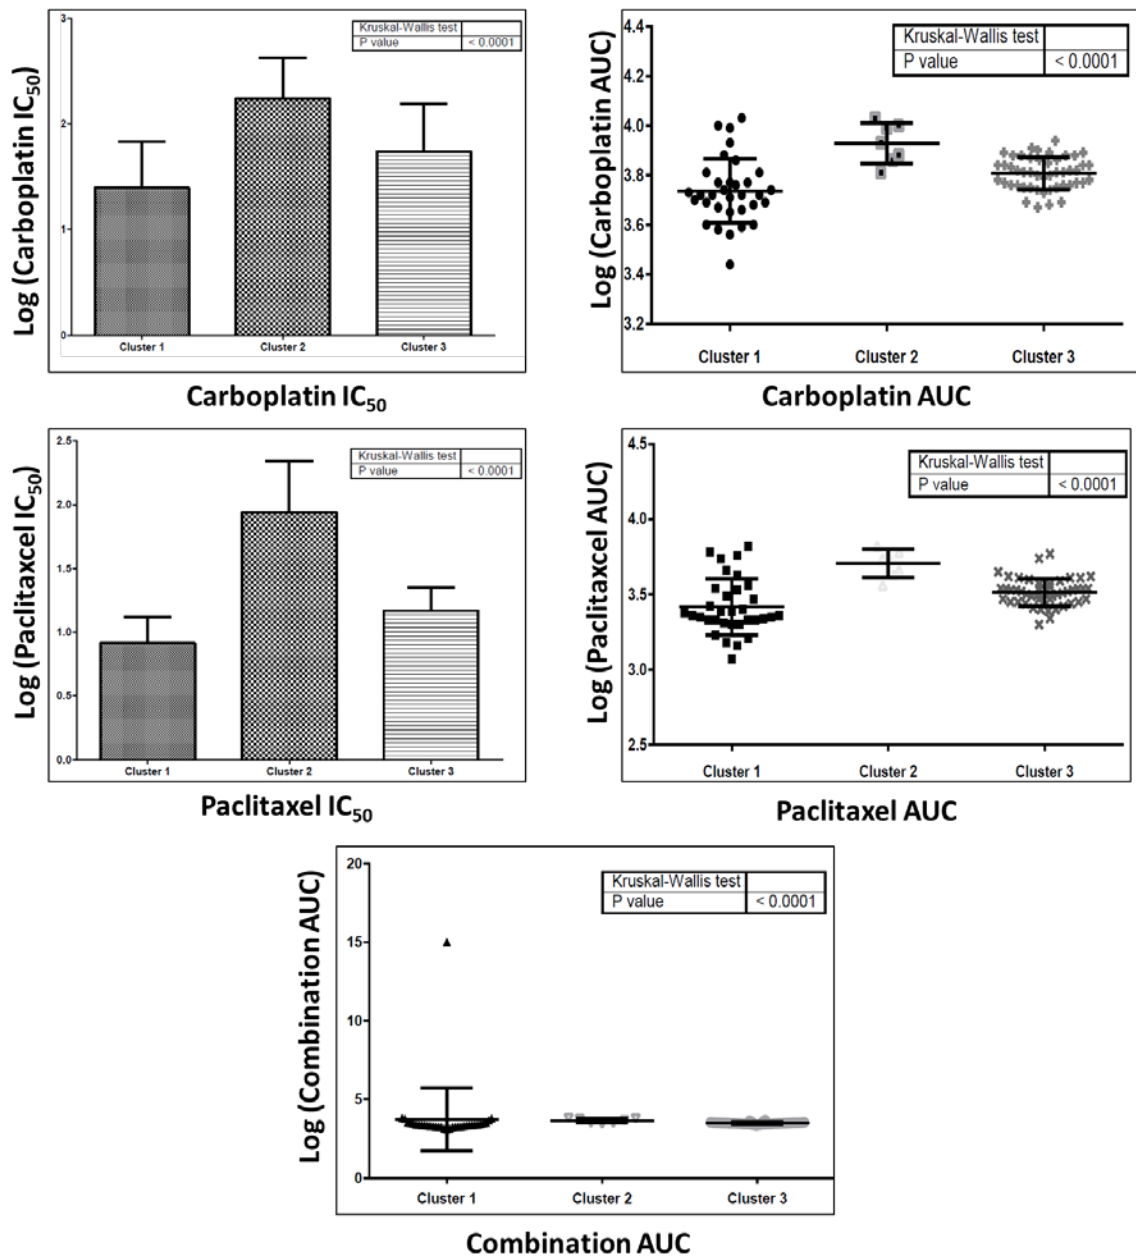 Log (Carboplatin IC50)
3
2
1
0
Kruskal-Wallis test
P value < 0.0001
Cluster 1 Cluster 2 Cluster 3
Carboplatin IC50
Log (Carboplatin AUC)
4.4
4.2
4.0
3.8
3.6
3.4
3.2
Kruskal-Wallis test
P value < 0.0001
Cluster 1 Cluster 2 Cluster 3
Carboplatin AUC
Log (Paclitaxcel IC50)
2.5
2.0
1.5
1.0
0.5
0.0
Kruskal-Wallis test
P value < 0.0001
Cluster 1 Cluster 2 Cluster 3
Paclitaxel IC50
Log (Paclitaxcel AUC)
4.5
4.0
3.5
3.0
2.5
Kruskal-Wallis test
P value < 0.0001
Cluster 1 Cluster 2 Cluster 3
Paclitaxel AUC
Log (Combination AUC)
20
15
10
5
0
Kruskal-Wallis test
P value < 0.0001
Cluster 1 Cluster 2 Cluster 3
Combination AUC